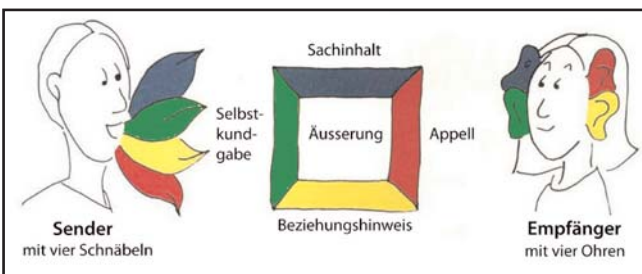 Sachinhalt
Selbst-
kund-
gabe
Äusserung
Appell
Beziehungshinweis
Sender
mit vier Schnäbeln
Empfänger
mit vier Ohren